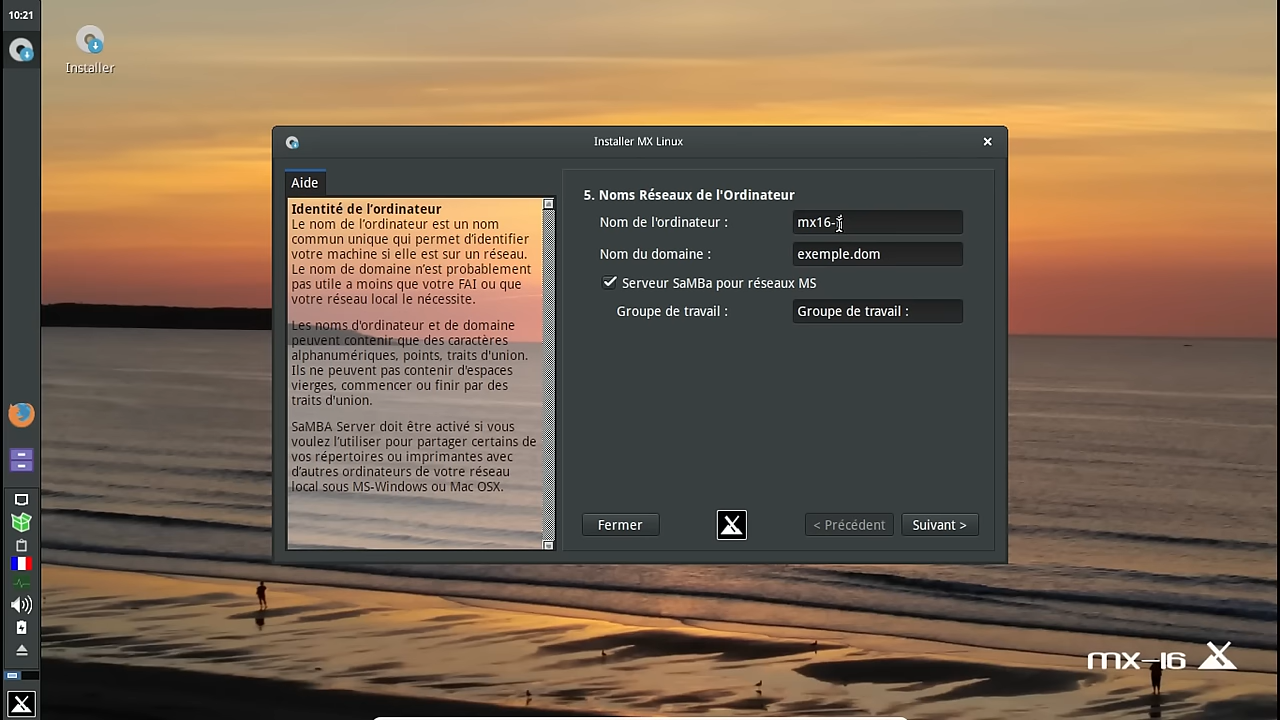 10:21
Installer
Installer MX Linux
Aide
Identité de l’ordinateur
Le nom de l’ordinateur est un nom
commun unique qui permet d’identifier
votre machine si elle est sur un réseau.
Le nom de domaine n’est probablement
pas utile a moins que votre FAI ou que
votre réseau local le nécessite.
Les noms d'ordinateur et de domaine
peuvent contenir que des caractères
alphanumériques, points, traits d'union.
Ils ne peuvent pas contenir d'espaces
vierges, commencer ou finir par des
traits d'union.
SaMBA Server doit être activé si vous
voulez l’utiliser pour partager certains de
vos répertoires ou imprimantes avec
d’autres ordinateurs de votre réseau
local sous MS-Windows ou Mac OSX.
5. Noms Réseaux de l'Ordinateur
Nom de l'ordinateur :
Nom du domaine : exemple.dom
Serveur SaMBa pour réseaux MS
Groupe de travail : Groupe de travail :
Fermer
< Précédent
Suivant >
mx-16